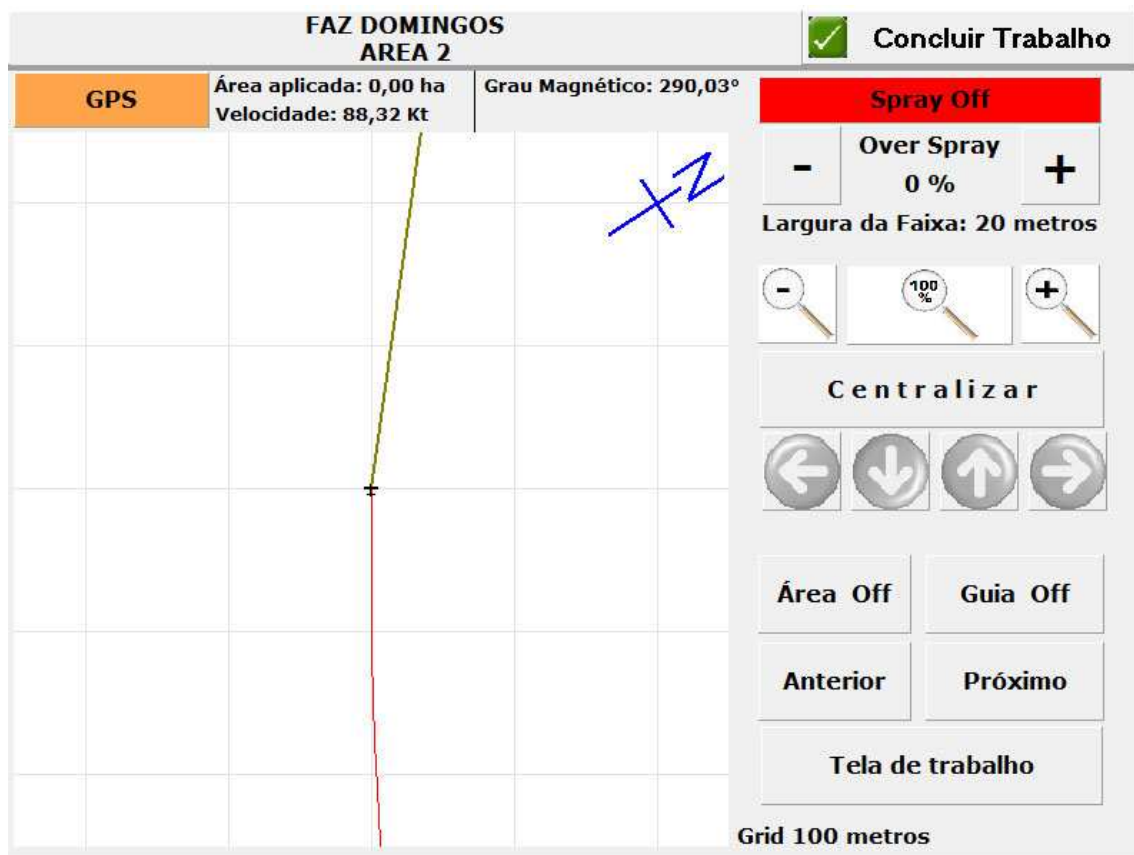 FAZ DOMINGOS
AREA 2
Concluir Trabalho
GPS
Área aplicada: 0,00 ha
Velocidade: 88,32 Kt
Grau Magnético: 290,03º
Spray Off
-
Over Spray
0 %
+
Largura da Faixa: 20 metros
-
100
%
+
Centralizar
N
Área Off
Guia Off
Anterior
Próximo
Tela de trabalho
Grid 100 metros